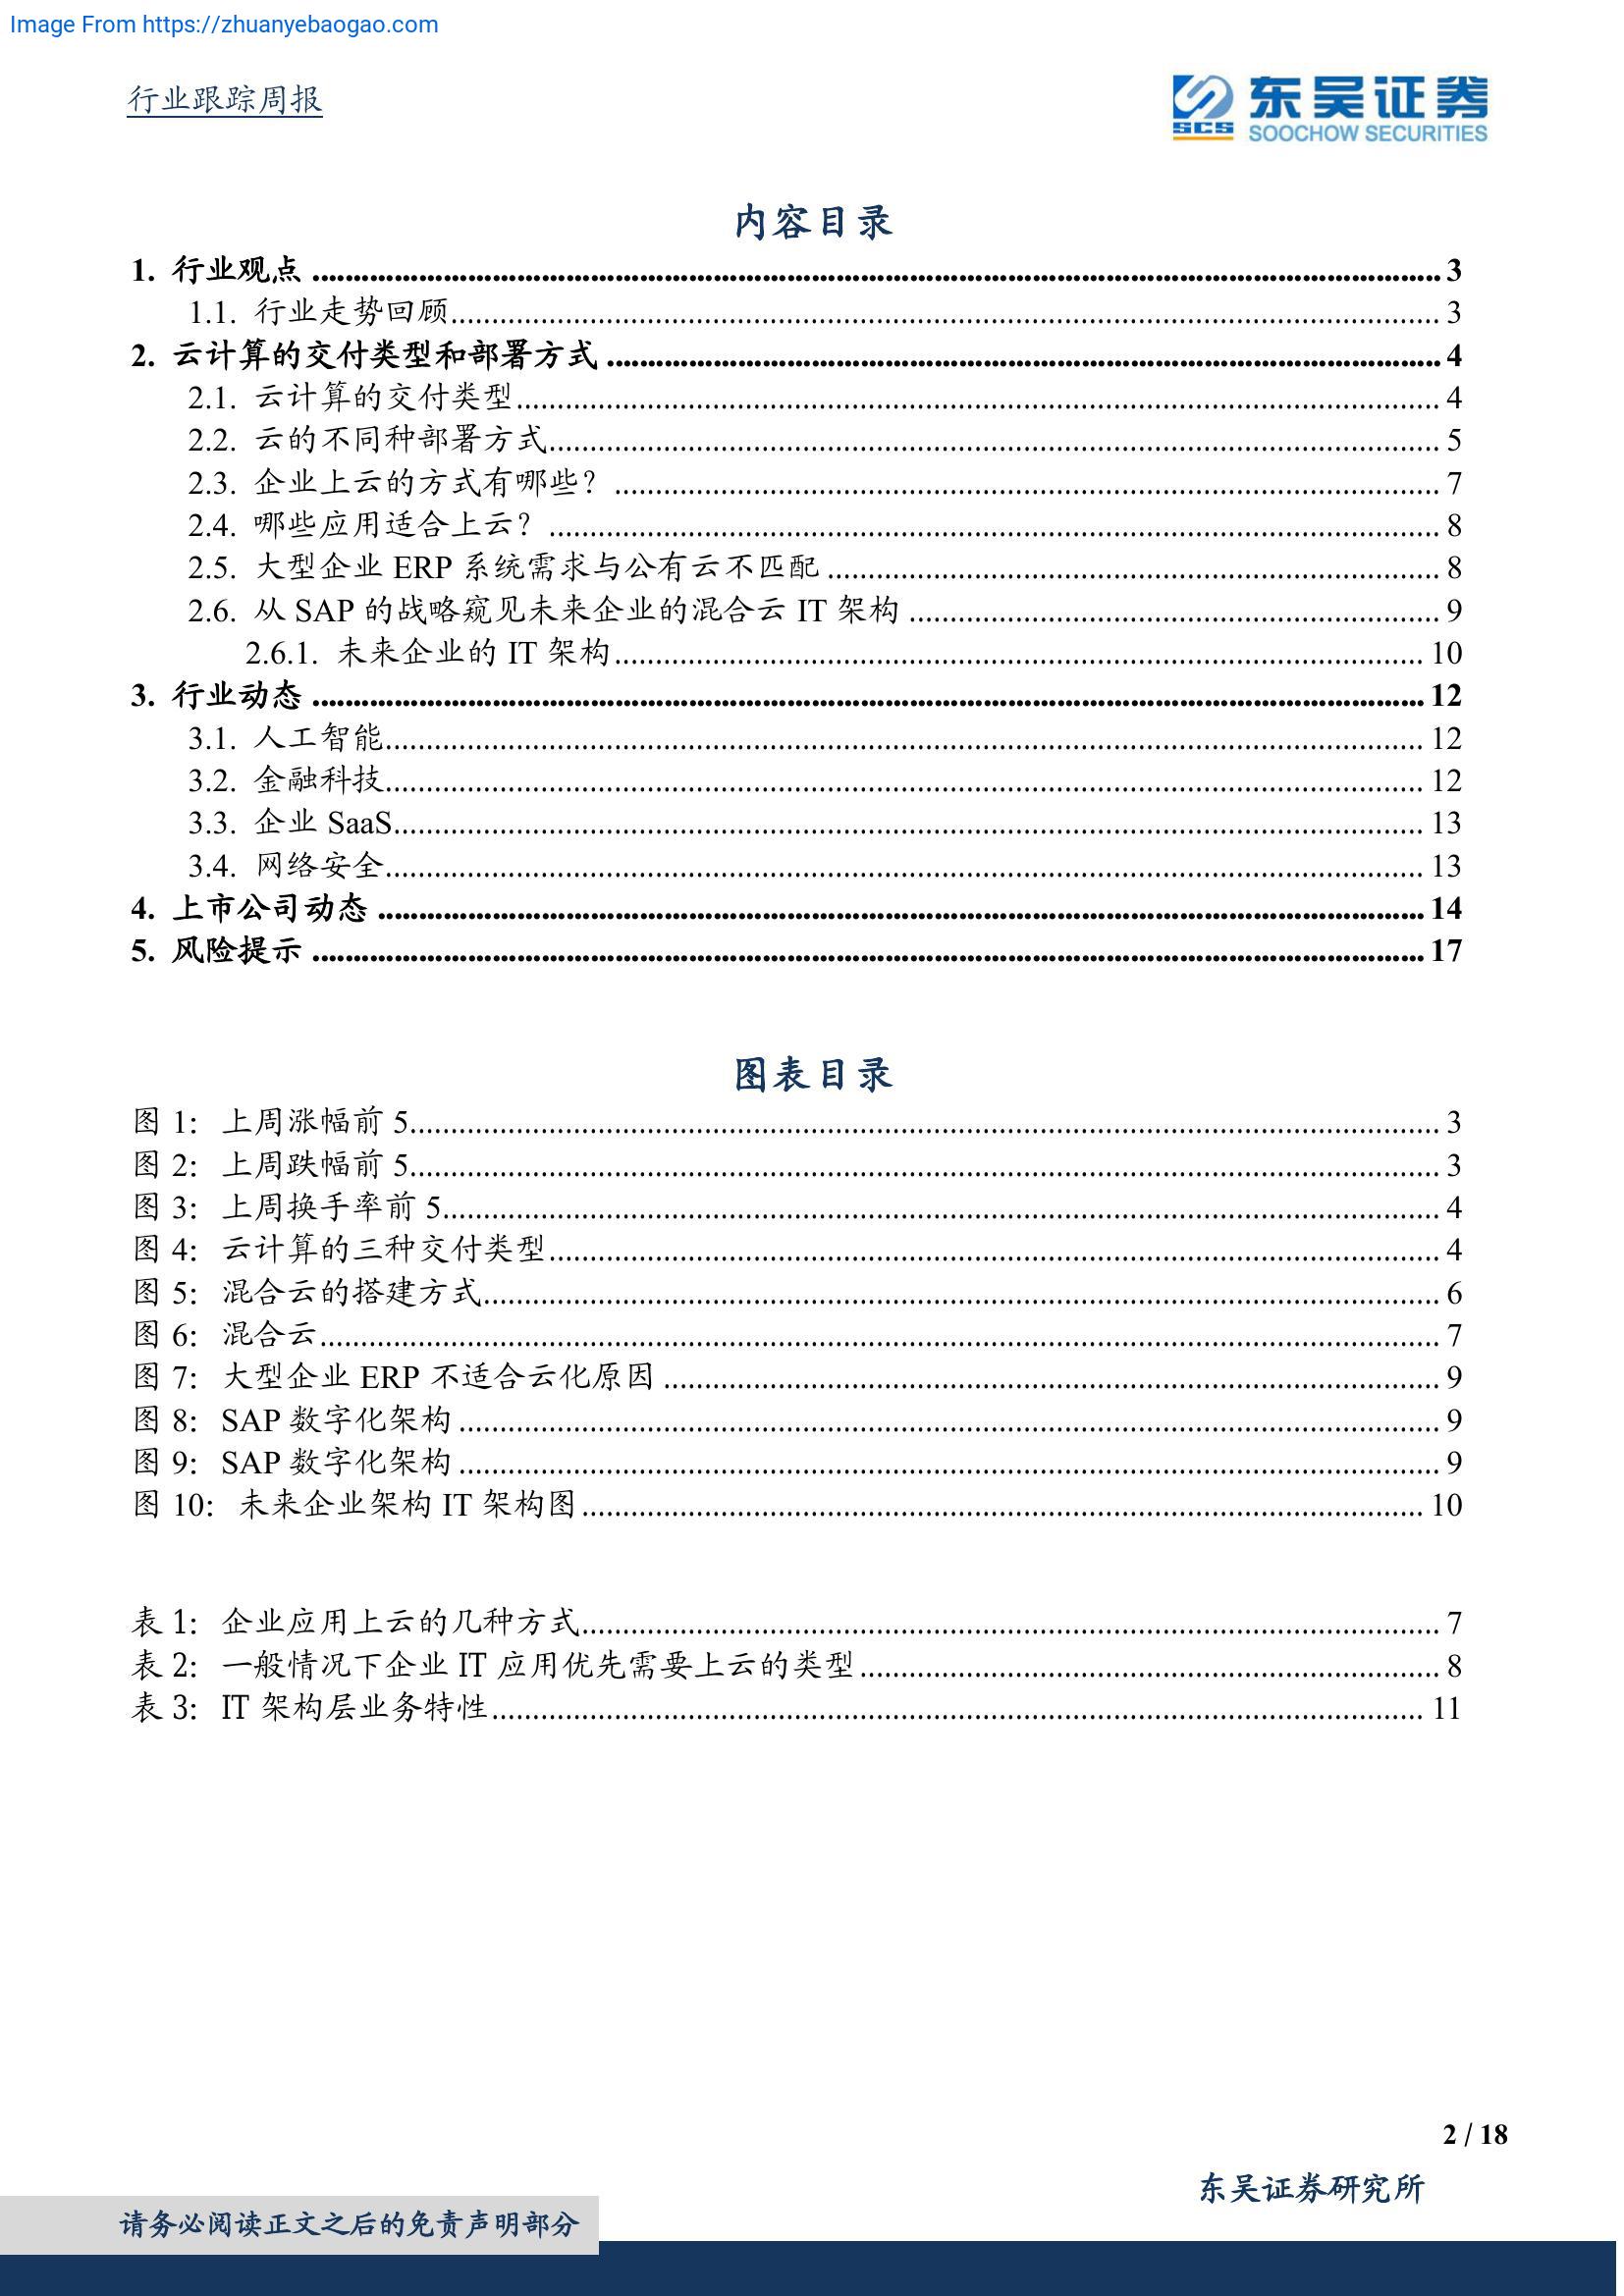 Image From https://zhuanyebaogao.com
行业跟踪周报
SCS 东吴证券
SOOCHOW SECURITIES
内容目录
1. 行业观点 3
1.1. 行业走势回顾 3
2. 云计算的交付类型和部署方式 4
2.1. 云计算的交付类型 4
2.2. 云的不同种部署方式 5
2.3. 企业上云的方式有哪些？ 7
2.4. 哪些应用适合上云？ 8
2.5. 大型企业 ERP 系统需求与公有云不匹配 8
2.6. 从 SAP 的战略窥见未来企业的混合云 IT 架构 9
2.6.1. 未来企业的 IT 架构 10
3. 行业动态 12
3.1. 人工智能 12
3.2. 金融科技 12
3.3. 企业 SaaS 13
3.4. 网络安全 13
4. 上市公司动态 14
5. 风险提示 17
图表目录
图 1： 上周涨幅前 5 3
图 2： 上周跌幅前 5 3
图 3： 上周换手率前 5 4
图 4： 云计算的三种交付类型 4
图 5： 混合云的搭建方式 6
图 6： 混合云 7
图 7： 大型企业 ERP 不适合云化原因 9
图 8： SAP 数字化架构 9
图 9： SAP 数字化架构 9
图 10： 未来企业架构 IT 架构图 10
表 1： 企业应用上云的几种方式 7
表 2： 一般情况下企业 IT 应用优先需要上云的类型 8
表 3： IT 架构层业务特性 11
2 / 18
东吴证券研究所
请务必阅读正文之后的免责声明部分